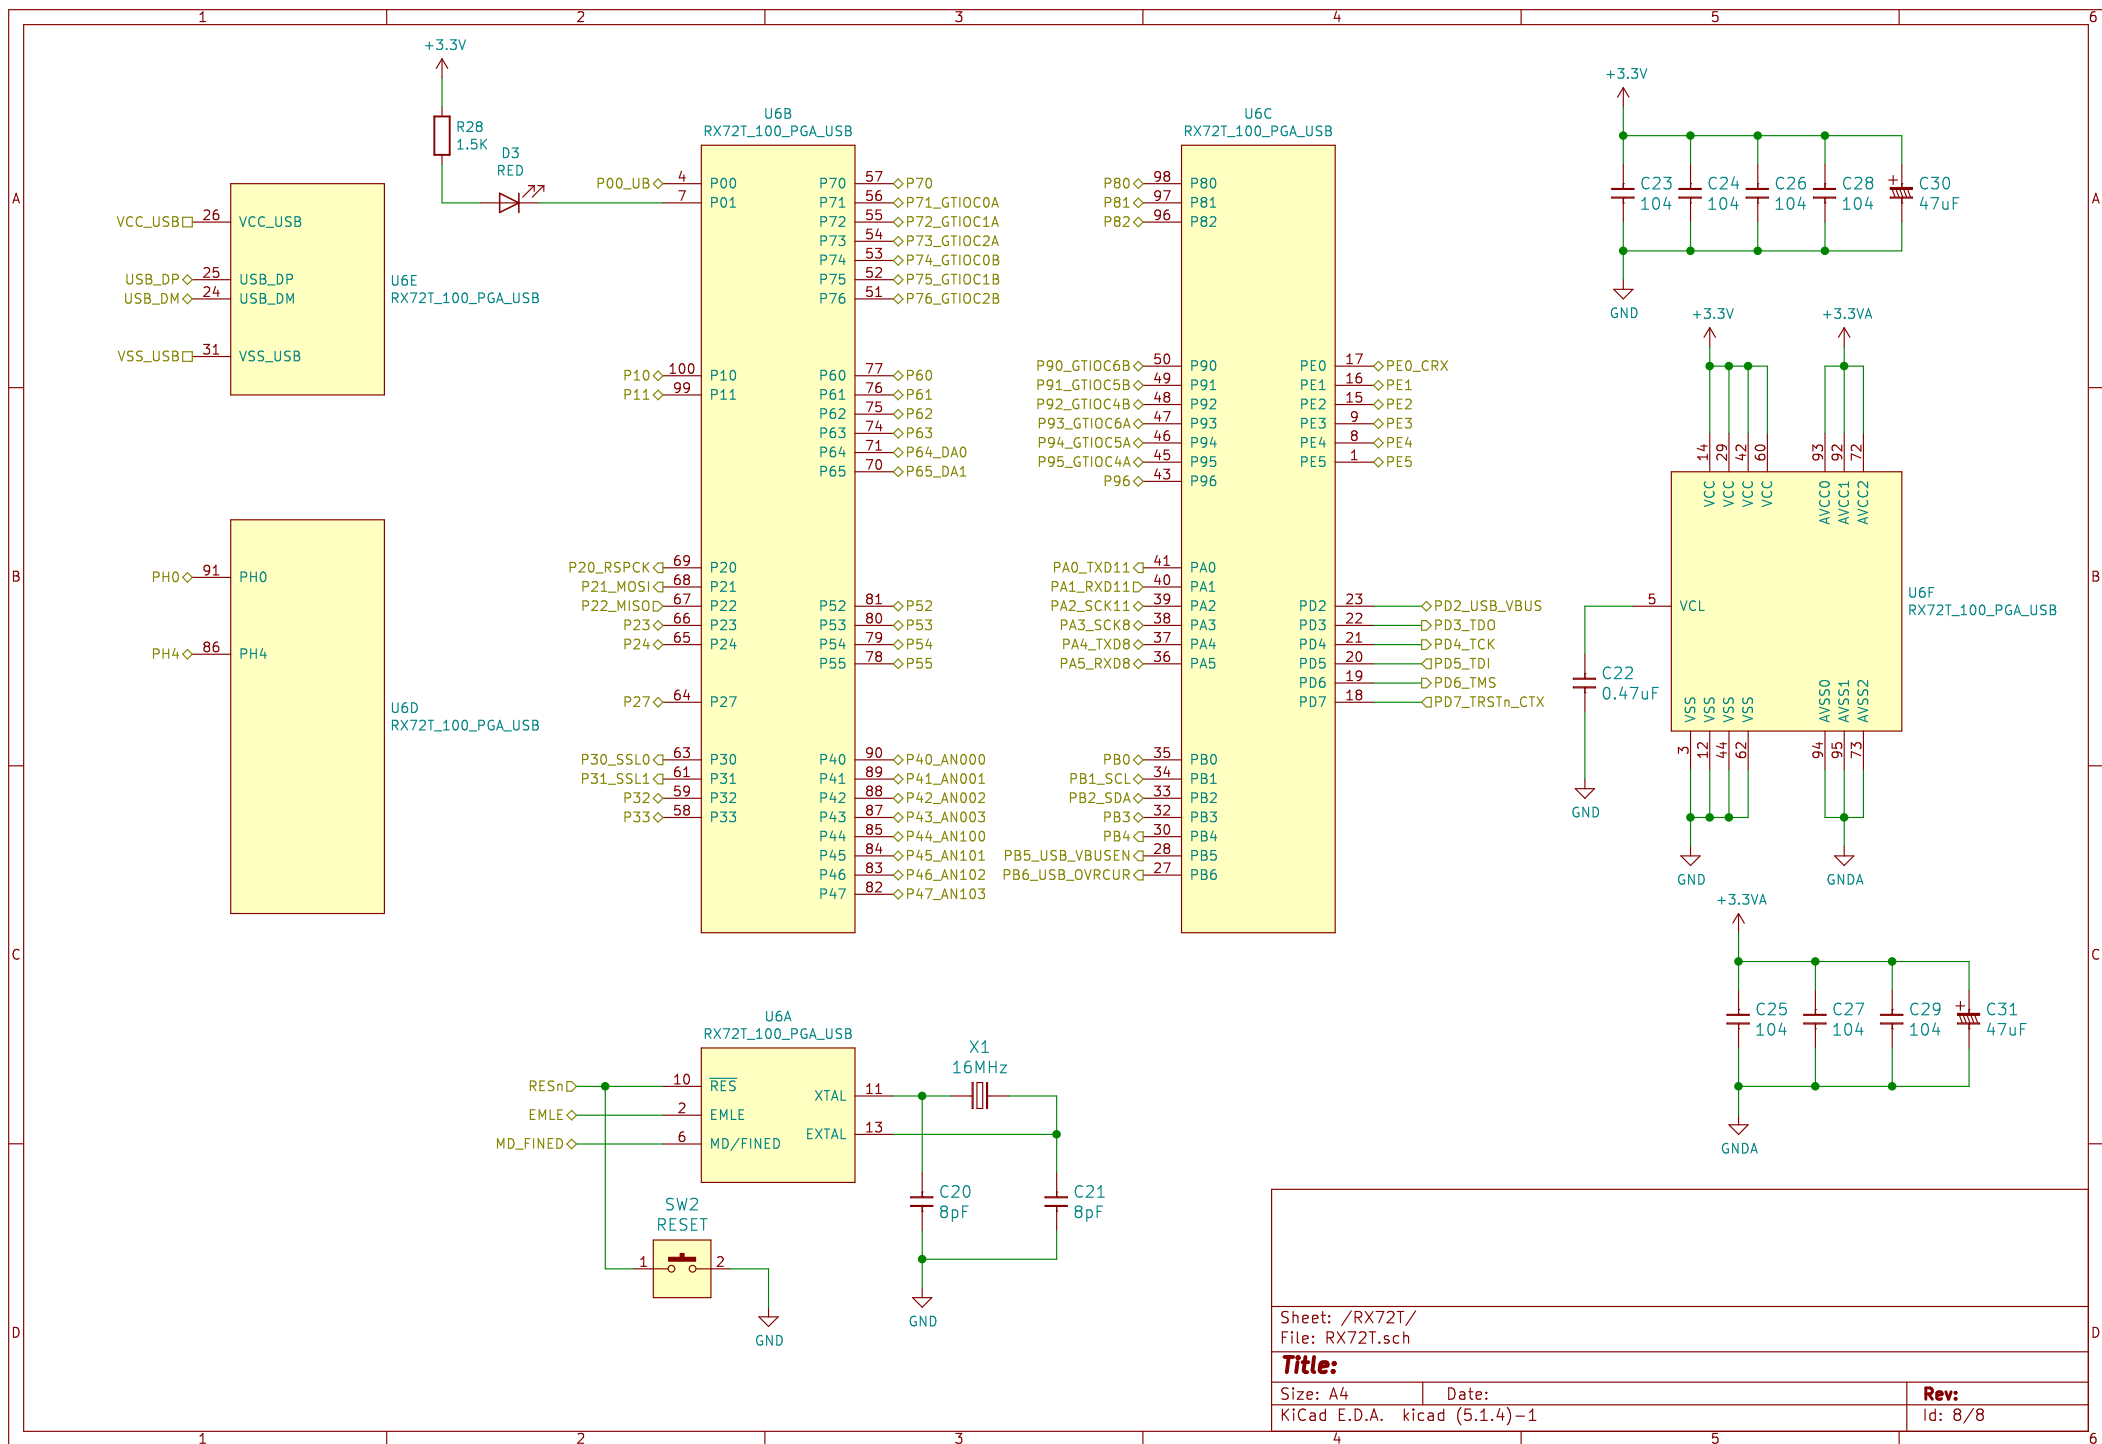 1 2 3 4 5 6
+3.3V
R28
1.5K
D3
RED
VCC_USB 26 VCC_USB
USB_DP 25 USB_DP
USB_DM 24 USB_DM
VSS_USB 31 VSS_USB
U6E
RX72T_100_PGA_USB
PH0 91 PH0
PH4 86 PH4
U6D
RX72T_100_PGA_USB
U6B
RX72T_100_PGA_USB
P00_UB 4 P00
7 P01
P10 100 P10
P11 99 P11
P20_RSPCK 69 P20
P21_MOSI 68 P21
P22_MISO 67 P22
P23 66 P23
P24 65 P24
P27 64 P27
P30_SSL0 63 P30
P31_SSL1 61 P31
P32 59 P32
P33 58 P33
P70 57 P70
P71 56 P71_GTIOC0A
P72 55 P72_GTIOC1A
P73 54 P73_GTIOC2A
P74 53 P74_GTIOC0B
P75 52 P75_GTIOC1B
P76 51 P76_GTIOC2B
P60 77 P60
P61 76 P61
P62 75 P62
P63 74 P63
P64 71 P64_DA0
P65 70 P65_DA1
P52 81 P52
P53 80 P53
P54 79 P54
P55 78 P55
P40 90 P40_AN000
P41 89 P41_AN001
P42 88 P42_AN002
P43 87 P43_AN003
P44 85 P44_AN100
P45 84 P45_AN101
P46 83 P46_AN102
P47 82 P47_AN103
U6C
RX72T_100_PGA_USB
P80 98 P80
P81 97 P81
P82 96 P82
P90_GTIOC6B 50 P90
P91_GTIOC5B 49 P91
P92_GTIOC4B 48 P92
P93_GTIOC6A 47 P93
P94_GTIOC5A 46 P94
P95_GTIOC4A 45 P95
P96 43 P96
PA0_TXD11 41 PA0
PA1_RXD11 40 PA1
PA2_SCK11 39 PA2
PA3_SCK8 38 PA3
PA4_TXD8 37 PA4
PA5_RXD8 36 PA5
PB0 35 PB0
PB1_SCL 34 PB1
PB2_SDA 33 PB2
PB3 32 PB3
PB4 30 PB4
PB5_USB_VBUSEN 28 PB5
PB6_USB_OVRCUR 27 PB6
PE0 17 PE0_CRX
PE1 16 PE1
PE2 15 PE2
PE3 9 PE3
PE4 8 PE4
PE5 1 PE5
PD2 23 PD2_USB_VBUS
PD3 22 PD3_TDO
PD4 21 PD4_TCK
PD5 20 PD5_TDI
PD6 19 PD6_TMS
PD7 18 PD7_TRSTn_CTX
+3.3V
C23 C24 C26 C28 C30
104 104 104 104 47uF
GND
+3.3V +3.3VA
14 29 42 60 93 92 72
VCC VCC VCC VCC AVCC0 AVCC1 AVCC2
5 VCL
U6F
RX72T_100_PGA_USB
C22
0.47uF
GND
VSS VSS VSS VSS AVSS0 AVSS1 AVSS2
3 12 44 62 94 95 73
GND GNDA
+3.3VA
C25 C27 C29 C31
104 104 104 47uF
GNDA
U6A
RX72T_100_PGA_USB
RESn 10 RES
EMLE 2 EMLE
MD_FINED 6 MD/FINED
XTAL 11
EXTAL 13
X1
16MHz
C20
8pF
C21
8pF
GND
SW2
RESET
1 2
GND
Sheet: /RX72T/
File: RX72T.sch
Title:
Size: A4 Date: Rev:
KiCad E.D.A. kicad (5.1.4)-1 Id: 8/8
A A
B B
C C
D D
1 2 3 4 5 6